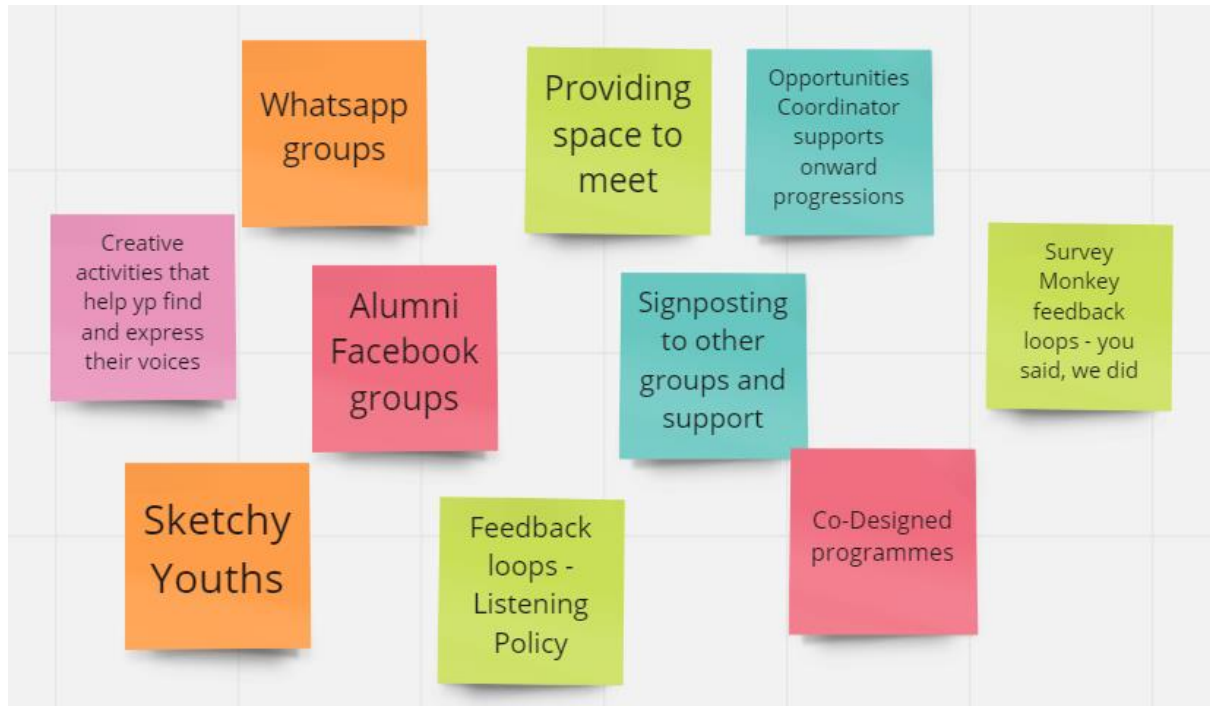 Whatsapp
groups
Providing
space to
meet
Opportunities
Coordinator
supports
onward
progressions
Creative
activities that
help yp find
and express
their voices
Alumni
Facebook
groups
Signposting
to other
groups and
support
Survey
Monkey
feedback
loops - you
said, we did
Sketchy
Youths
Feedback
loops -
Listening
Policy
Co-Designed
programmes